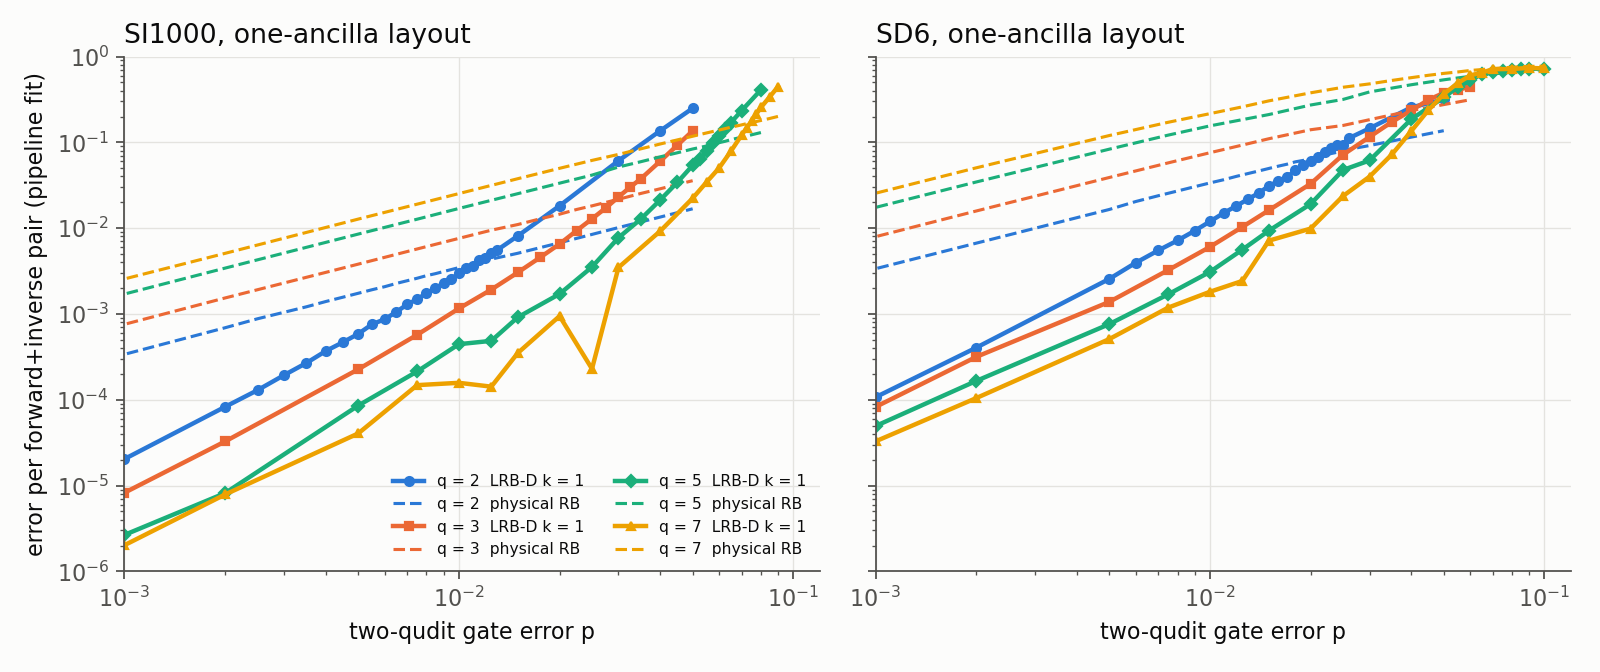 SI1000, one-ancilla layout
SD6, one-ancilla layout
error per forward+inverse pair (pipeline fit)
10⁰
10⁻¹
10⁻²
10⁻³
10⁻⁴
10⁻⁵
10⁻⁶
q = 2 LRB-D k = 1
q = 2 physical RB
q = 3 LRB-D k = 1
q = 3 physical RB
q = 5 LRB-D k = 1
q = 5 physical RB
q = 7 LRB-D k = 1
q = 7 physical RB
10⁻³ 10⁻² 10⁻¹
two-qudit gate error p
10⁻³ 10⁻² 10⁻¹
two-qudit gate error p